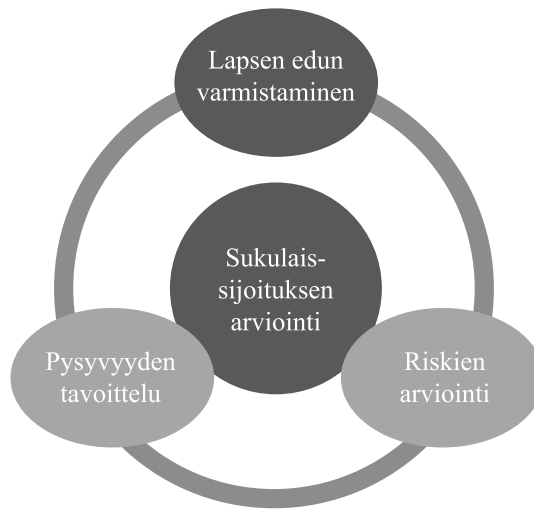 Lapsen edun
varmistaminen
Sukulais-
sijoituksen
arviointi
Pysyvyyden
tavoittelu
Riskien
arviointi